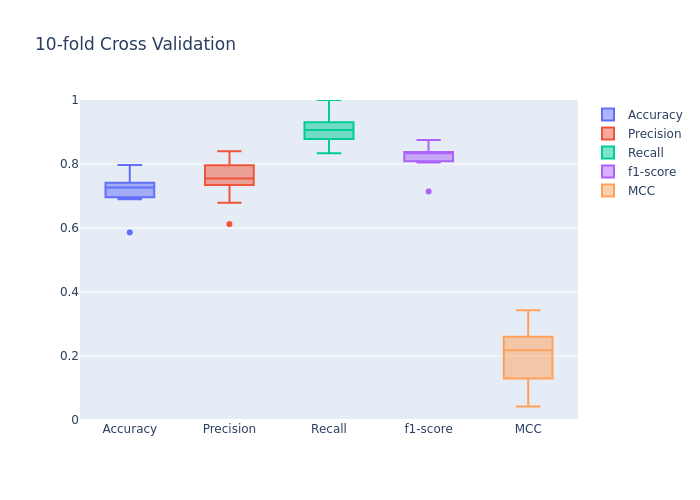 10-fold Cross Validation
1
0.8
0.6
0.4
0.2
0
Accuracy
Precision
Recall
f1-score
MCC
Accuracy
Precision
Recall
f1-score
MCC